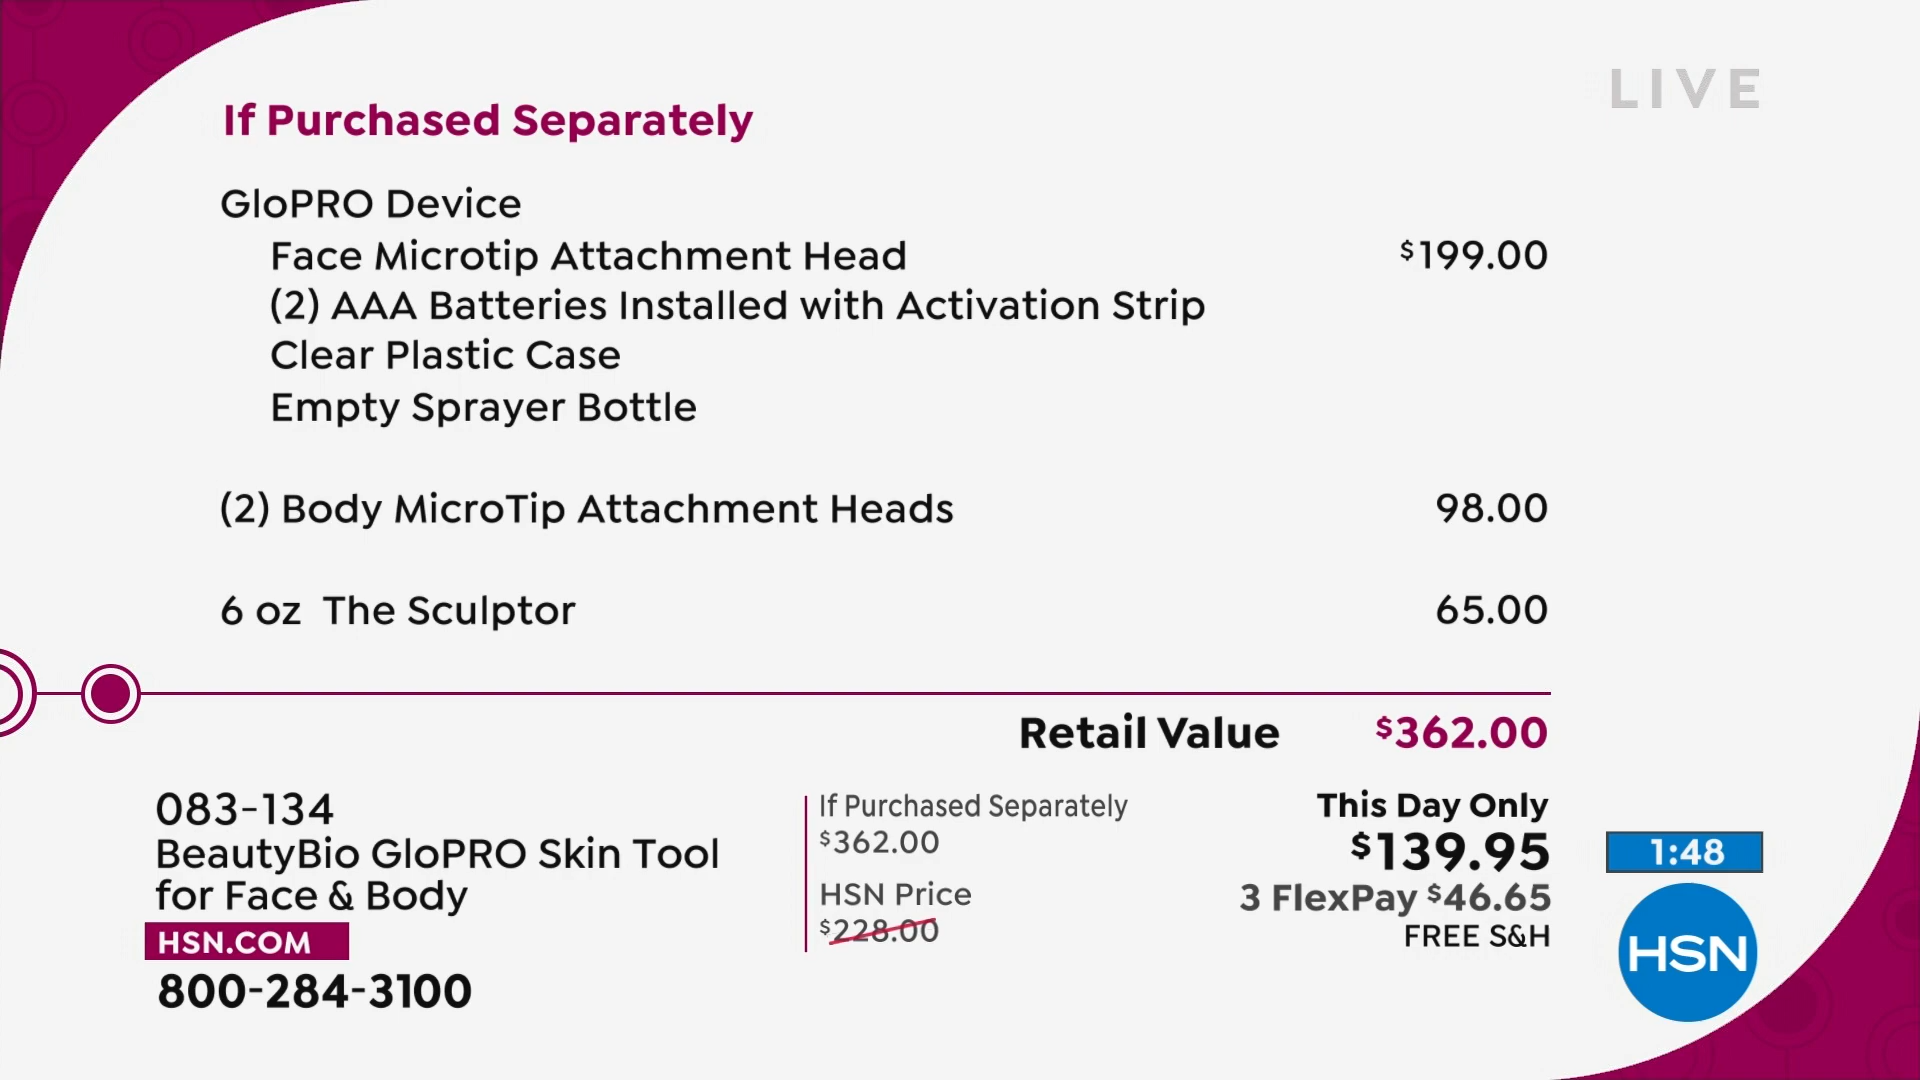 LIVE
If Purchased Separately
GloPRO Device
Face Microtip Attachment Head $199.00
(2) AAA Batteries Installed with Activation Strip
Clear Plastic Case
Empty Sprayer Bottle
(2) Body MicroTip Attachment Heads 98.00
6 oz The Sculptor 65.00
Retail Value $362.00
083-134
BeautyBio GloPRO Skin Tool
for Face & Body
HSN.COM
800-284-3100
If Purchased Separately
$362.00
HSN Price
$228.00
This Day Only
$139.95
3 FlexPay $46.65
FREE S&H
1:48
HSN